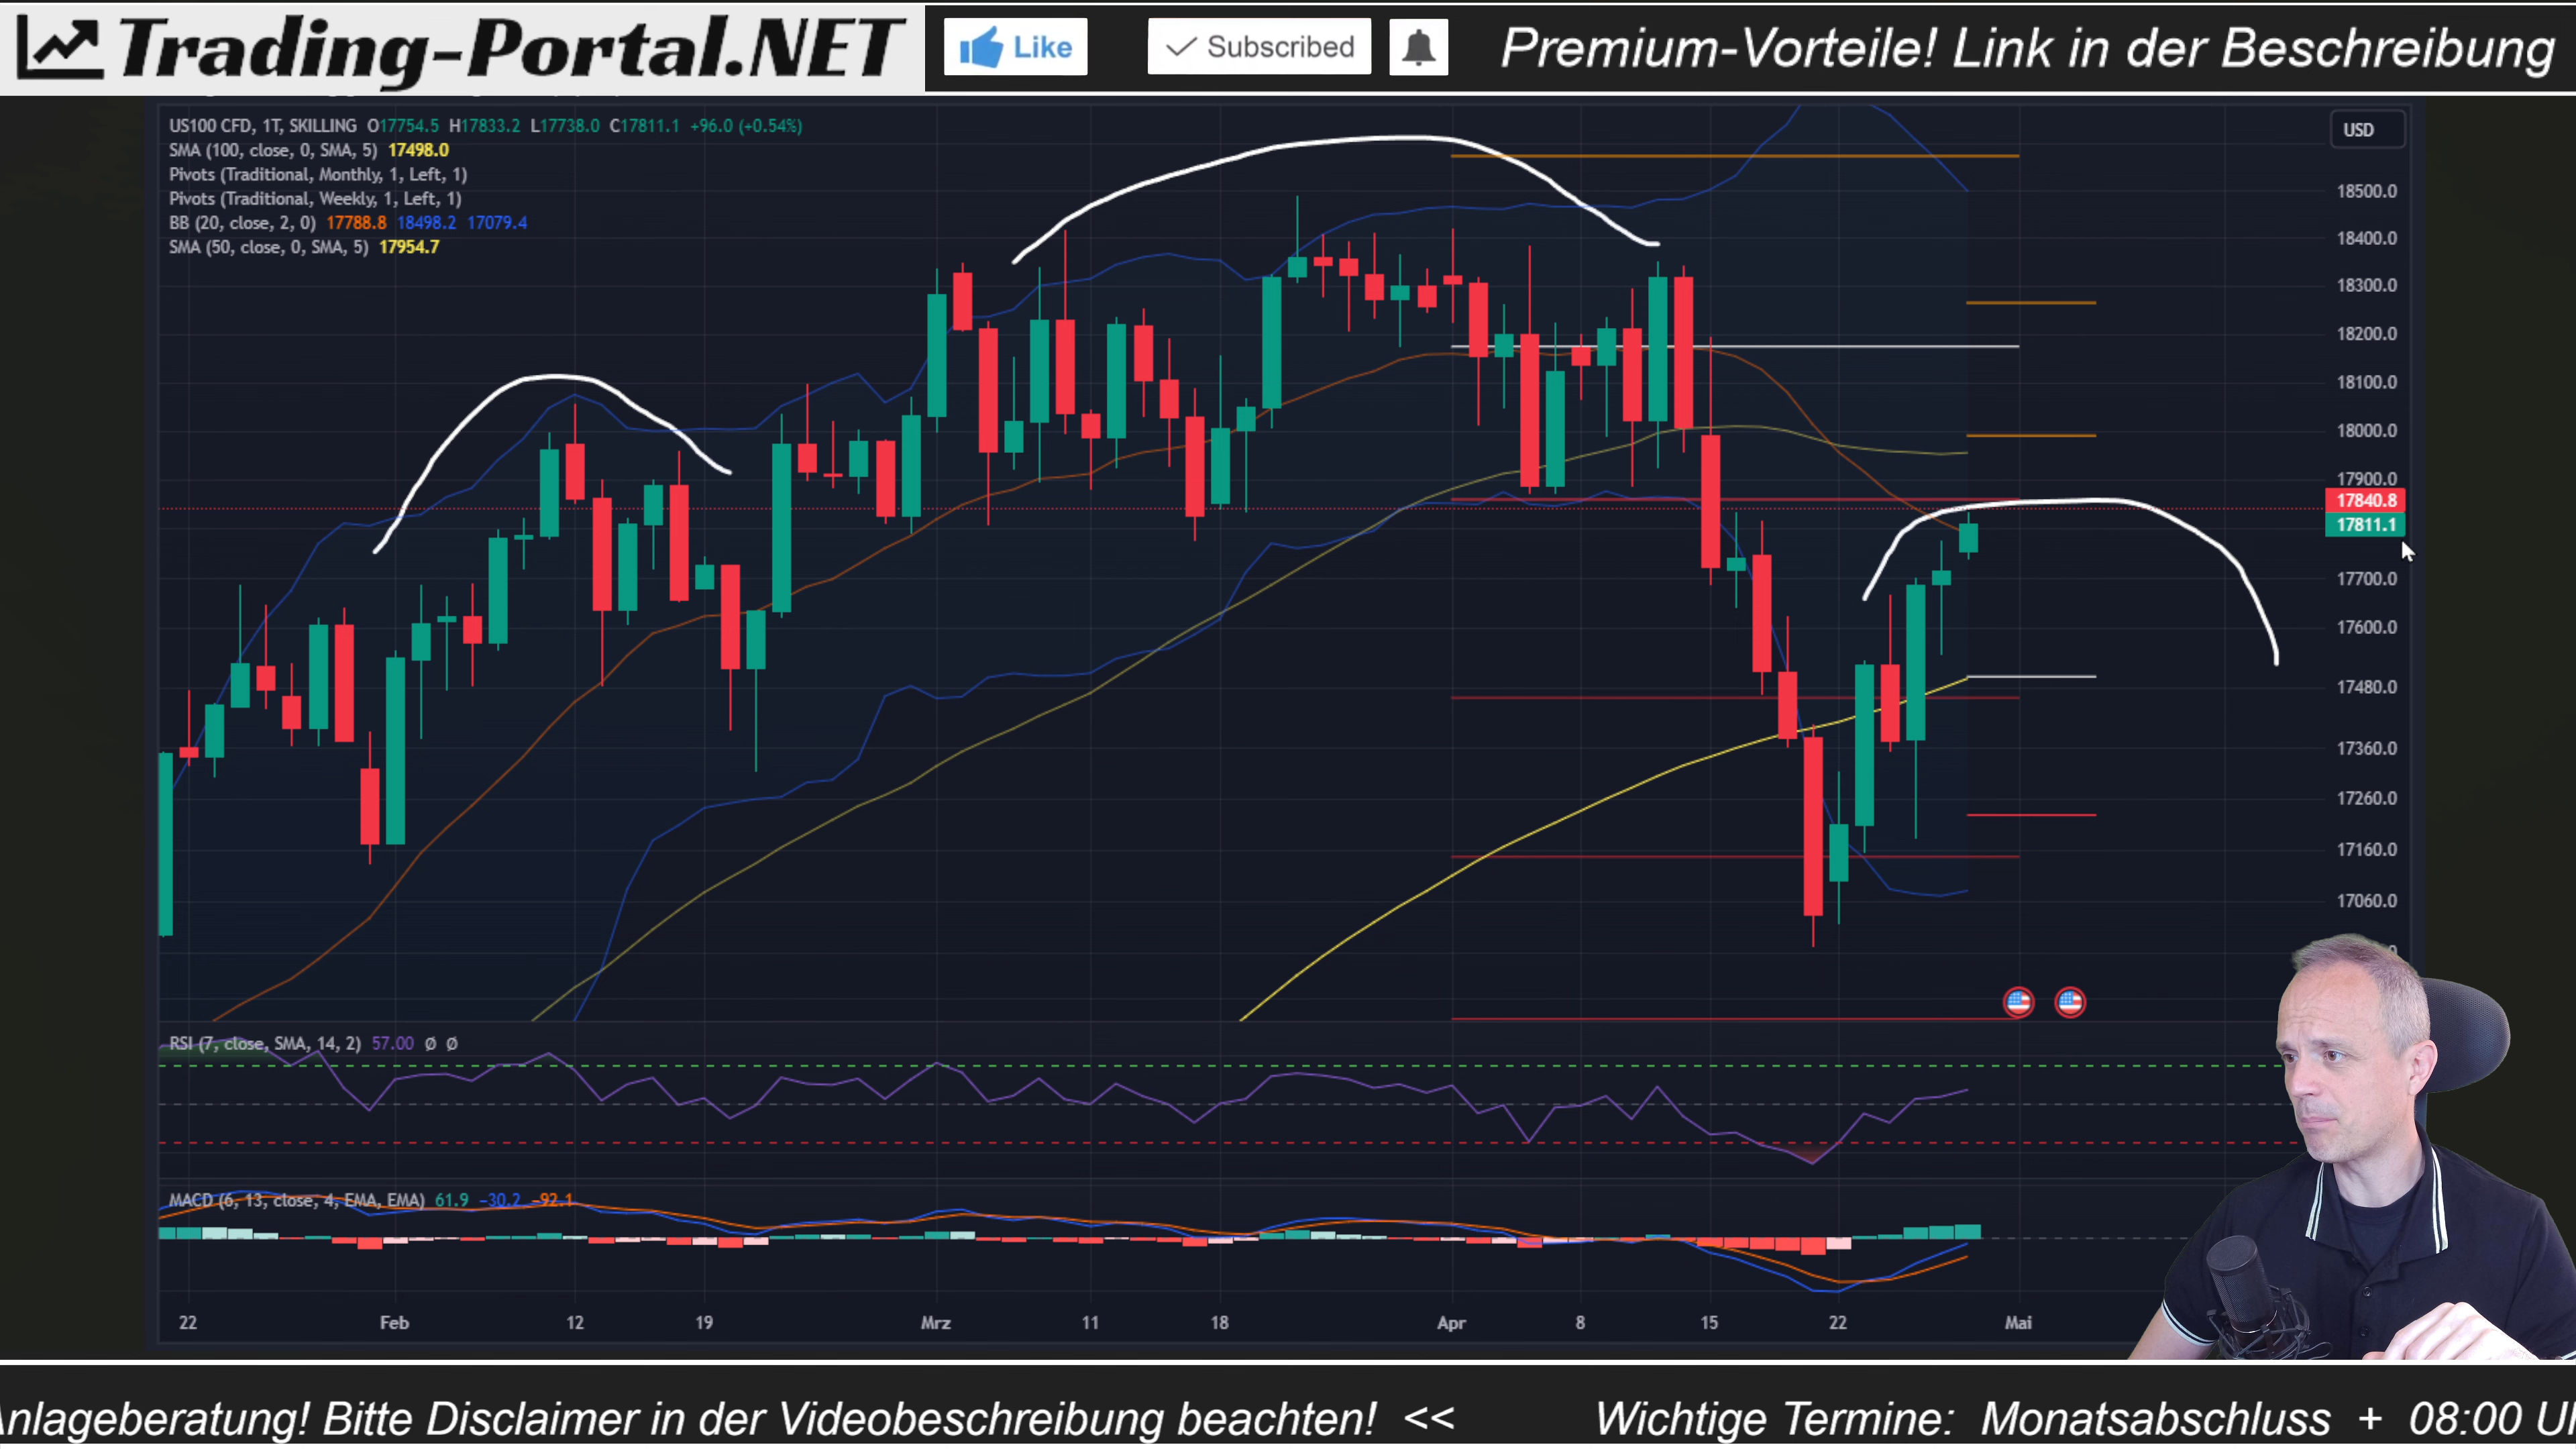 Trading-Portal.NET
Like
Subscribed
Premium-Vorteile! Link in der Beschreibung
US100 CFD, 1T, SKILLING O17754.5 H17833.2 L17738.0 C17811.1 +96.0 (+0.54%)
SMA (100, close, 0, SMA, 5) 17498.0
Pivots (Traditional, Monthly, 1, Left, 1)
Pivots (Traditional, Weekly, 1, Left, 1)
BB (20, close, 2, 0) 17788.8 18498.2 17079.4
SMA (50, close, 0, SMA, 5) 17954.7
USD
18500.0
18400.0
18300.0
18200.0
18100.0
18000.0
17900.0
17840.8
17811.1
17700.0
17600.0
17480.0
17360.0
17260.0
17160.0
17060.0
RSI (7, close, SMA, 14, 2) 57.00 Ø Ø
MACD (6, 13, close, 4, EMA, EMA) 61.9 −30.2 −92.1
22 Feb 12 19 Mrz 11 18 Apr 8 15 22 Mai
Anlageberatung! Bitte Disclaimer in der Videobeschreibung beachten! << Wichtige Termine: Monatsabschluss + 08:00